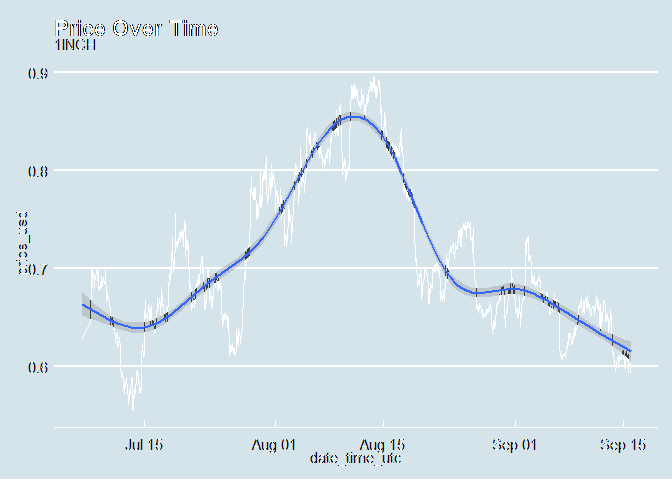 Price Over Time
1INCH
0.9
0.8
0.7
0.6
price_usd
Jul 15 Aug 01 Aug 15 Sep 01 Sep 15
date_time_utc